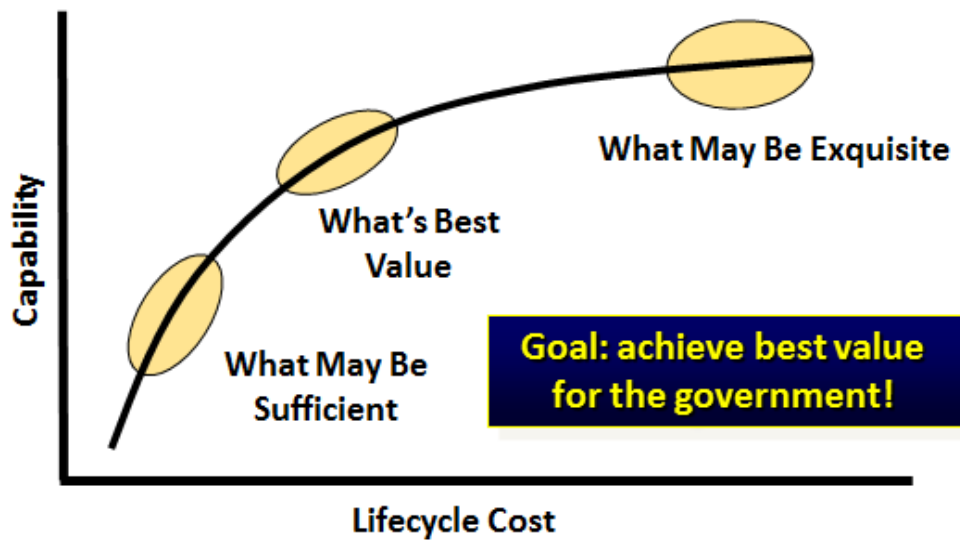 Capability
What May Be Exquisite
What's Best
Value
What May Be
Sufficient
Goal: achieve best value
for the government!
Lifecycle Cost